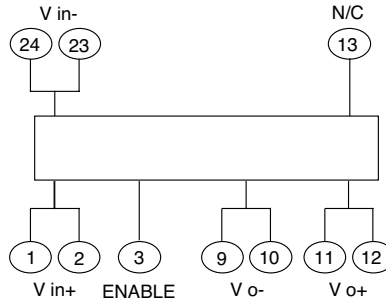 V in- N/C
24 23 13
1 2 3 9 10 11 12
V in+ ENABLE V o- V o+